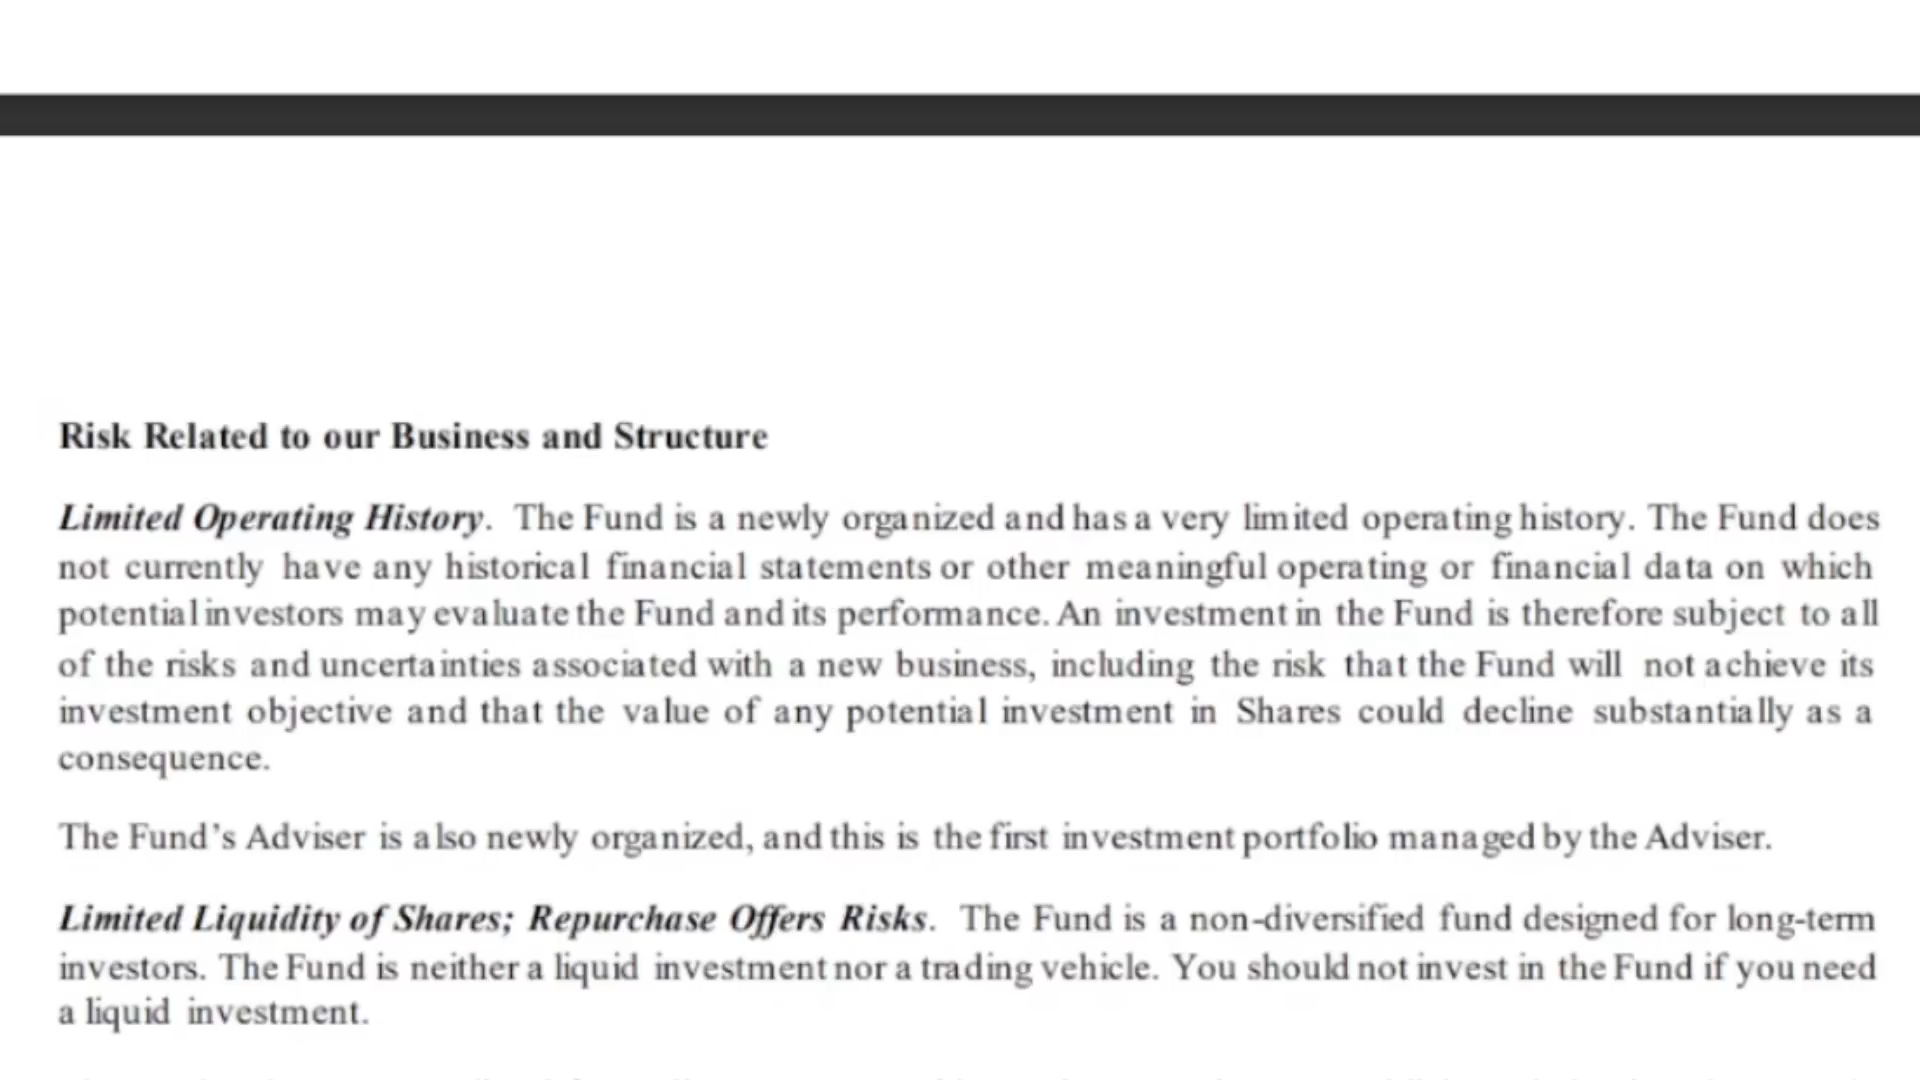 Risk Related to our Business and Structure
Limited Operating History. The Fund is a newly organized and has a very limited operating history. The Fund does
not currently have any historical financial statements or other meaningful operating or financial data on which
potential investors may evaluate the Fund and its performance. An investment in the Fund is therefore subject to all
of the risks and uncertainties associated with a new business, including the risk that the Fund will not achieve its
investment objective and that the value of any potential investment in Shares could decline substantially as a
consequence.
The Fund’s Adviser is also newly organized, and this is the first investment portfolio managed by the Adviser.
Limited Liquidity of Shares; Repurchase Offers Risks. The Fund is a non-diversified fund designed for long-term
investors. The Fund is neither a liquid investment nor a trading vehicle. You should not invest in the Fund if you need
a liquid investment.